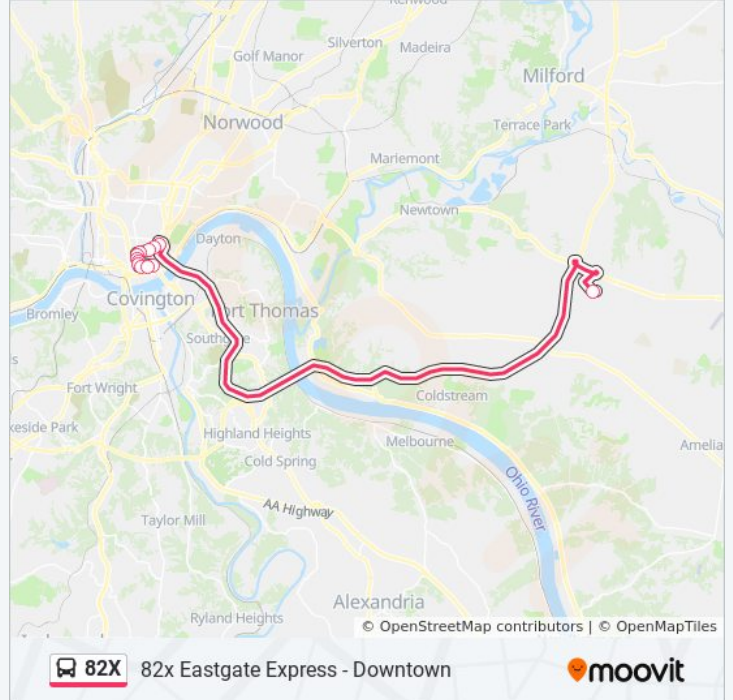 Kenwood
Silverton
Madeira
Golf Manor
Milford
Norwood
Terrace Park
Mariemont
Newtown
Dayton
Covington
Fort Thomas
Bromley
Southgate
Fort Wright
Coldstream
keside Park
Highland Heights
Melbourne
Amelia
Cold Spring
Ohio River
AA Highway
Taylor Mill
Alexandria
Ryland Heights
© OpenStreetMap contributors | © OpenMapTiles
82X 82x Eastgate Express - Downtown
moovit